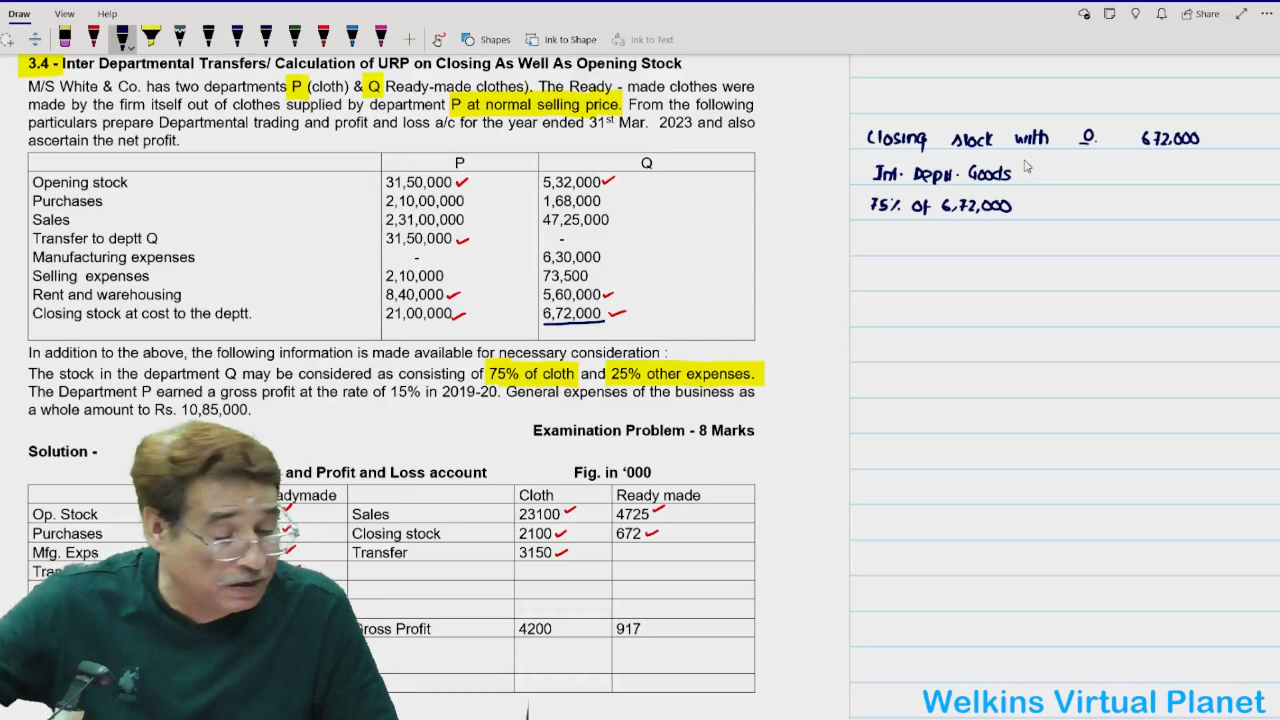 Draw View Help Share
Shapes Ink to Shape Ink to Text
3.4 - Inter Departmental Transfers/ Calculation of URP on Closing As Well As Opening Stock
M/S White & Co. has two departments P (cloth) & Q Ready-made clothes). The Ready - made clothes were
made by the firm itself out of clothes supplied by department P at normal selling price. From the following
particulars prepare Departmental trading and profit and loss a/c for the year ended 31st Mar. 2023 and also
ascertain the net profit.
P Q
Opening stock 31,50,000 5,32,000
Purchases 2,10,00,000 1,68,000
Sales 2,31,00,000 47,25,000
Transfer to deptt Q 31,50,000 -
Manufacturing expenses - 6,30,000
Selling expenses 2,10,000 73,500
Rent and warehousing 8,40,000 5,60,000
Closing stock at cost to the deptt. 21,00,000 6,72,000
In addition to the above, the following information is made available for necessary consideration :
The stock in the department Q may be considered as consisting of 75% of cloth and 25% other expenses.
The Department P earned a gross profit at the rate of 15% in 2019-20. General expenses of the business as
a whole amount to Rs. 10,85,000.
Examination Problem - 8 Marks
Solution -
s and Profit and Loss account Fig. in ‘000
adymade Cloth Ready made
Op. Stock Sales 23100 4725
Purchases Closing stock 2100 672
Mfg. Exps Transfer 3150
Tra
Gross Profit 4200 917
Closing stock with Q. 672,000
Int. Deptt. Goods
75% of 6,72,000
Welkins Virtual Planet